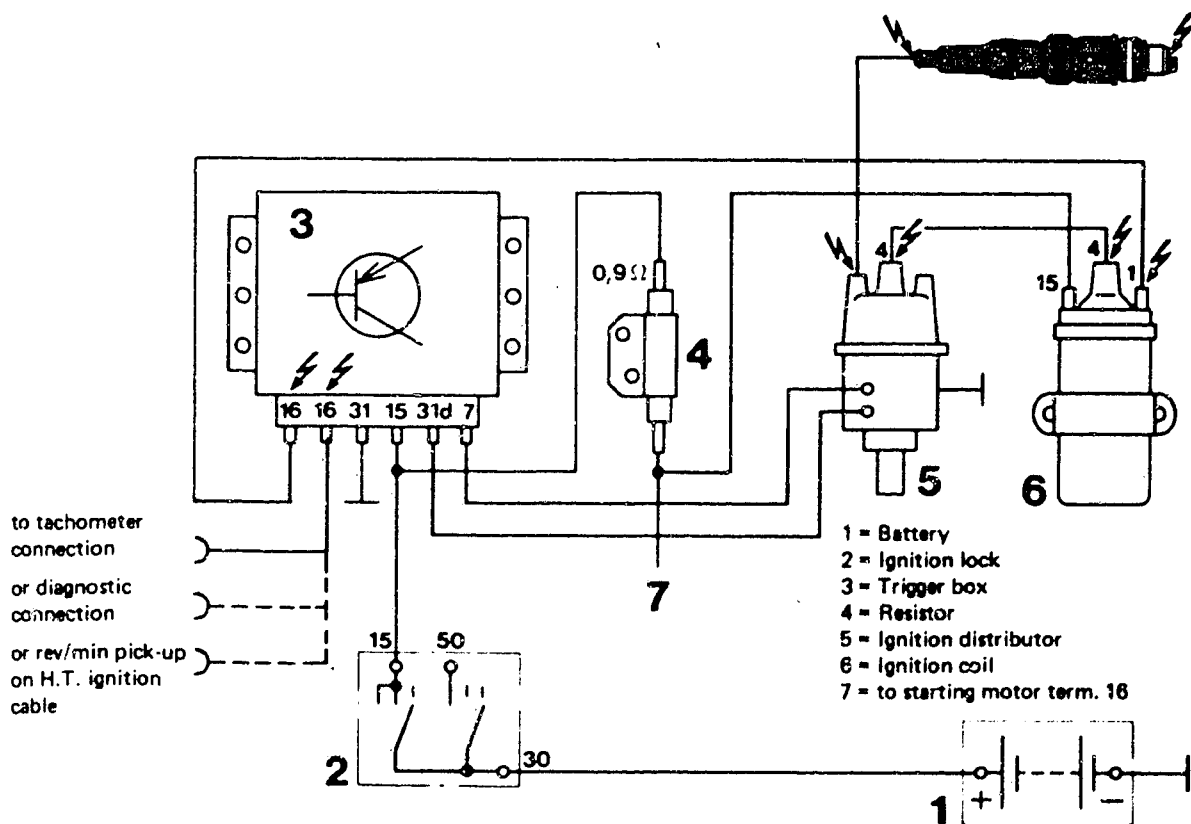 3
16 16 31 15 31d 7
0,9 Ω
4
4
5
15
4
1
6
7
to tachometer
connection
or diagnostic
connection
or rev/min pick-up
on H.T. ignition
cable
1 = Battery
2 = Ignition lock
3 = Trigger box
4 = Resistor
5 = Ignition distributor
6 = Ignition coil
7 = to starting motor term. 16
15 50
2
30
1
+ −